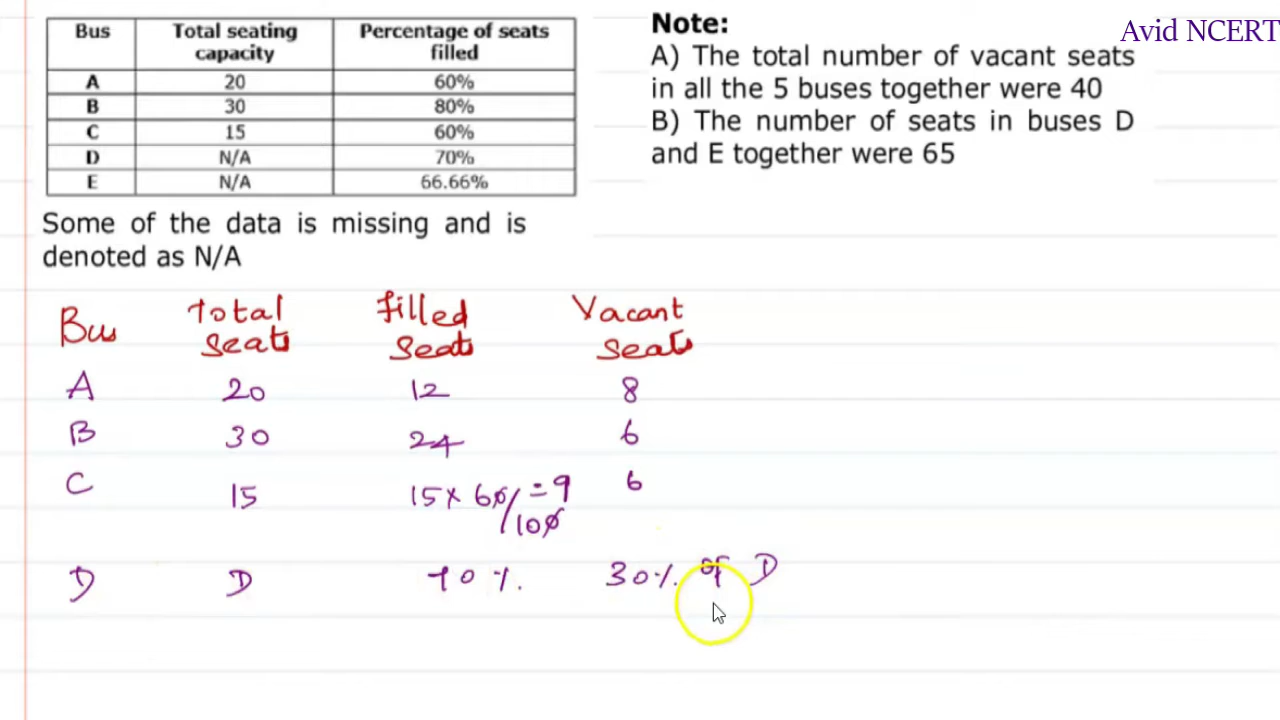 Avid NCERT
Bus Total seating capacity Percentage of seats filled
A 20 60%
B 30 80%
C 15 60%
D N/A 70%
E N/A 66.66%
Some of the data is missing and is
denoted as N/A
Note:
A) The total number of vacant seats
in all the 5 buses together were 40
B) The number of seats in buses D
and E together were 65
Bus Total Seats Filled Seats Vacant Seats
A 20 12 8
B 30 24 6
C 15 15 × 60/100 = 9 6
D D 70%. 30% of D